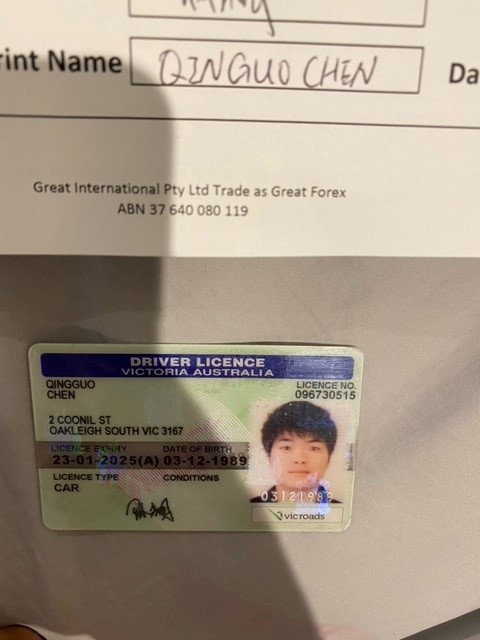 rint Name
QINGUO CHEN
Da
Great International Pty Ltd Trade as Great Forex
ABN 37 640 080 119
DRIVER LICENCE
VICTORIA AUSTRALIA
QINGGUO
CHEN
LICENCE NO.
096730515
2 COONIL ST
OAKLEIGH SOUTH VIC 3167
LICENCE EXPIRY DATE OF BIRTH
23-01-2025(A) 03-12-1989
LICENCE TYPE CONDITIONS
CAR
03121989
vicroads